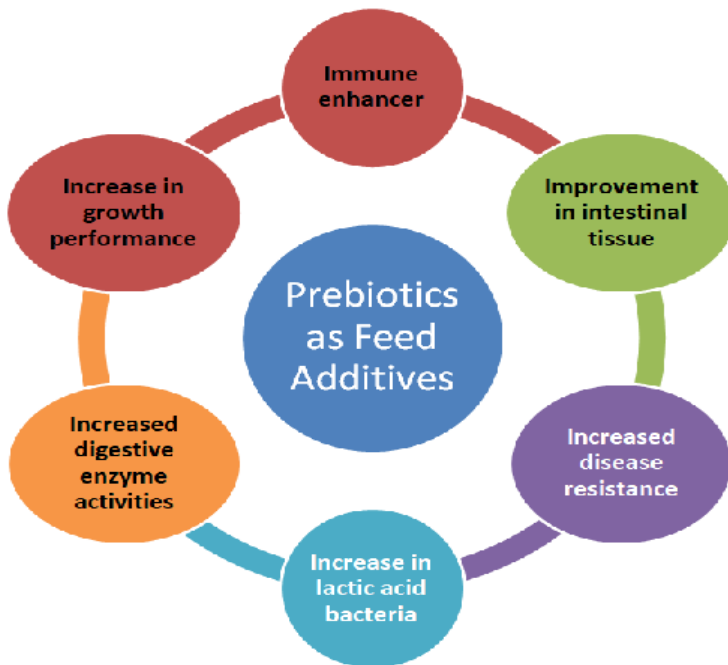 Immune
enhancer
Improvement
in intestinal
tissue
Increased
disease
resistance
Increase in
lactic acid
bacteria
Increased
digestive
enzyme
activities
Increase in
growth
performance
Prebiotics
as Feed
Additives